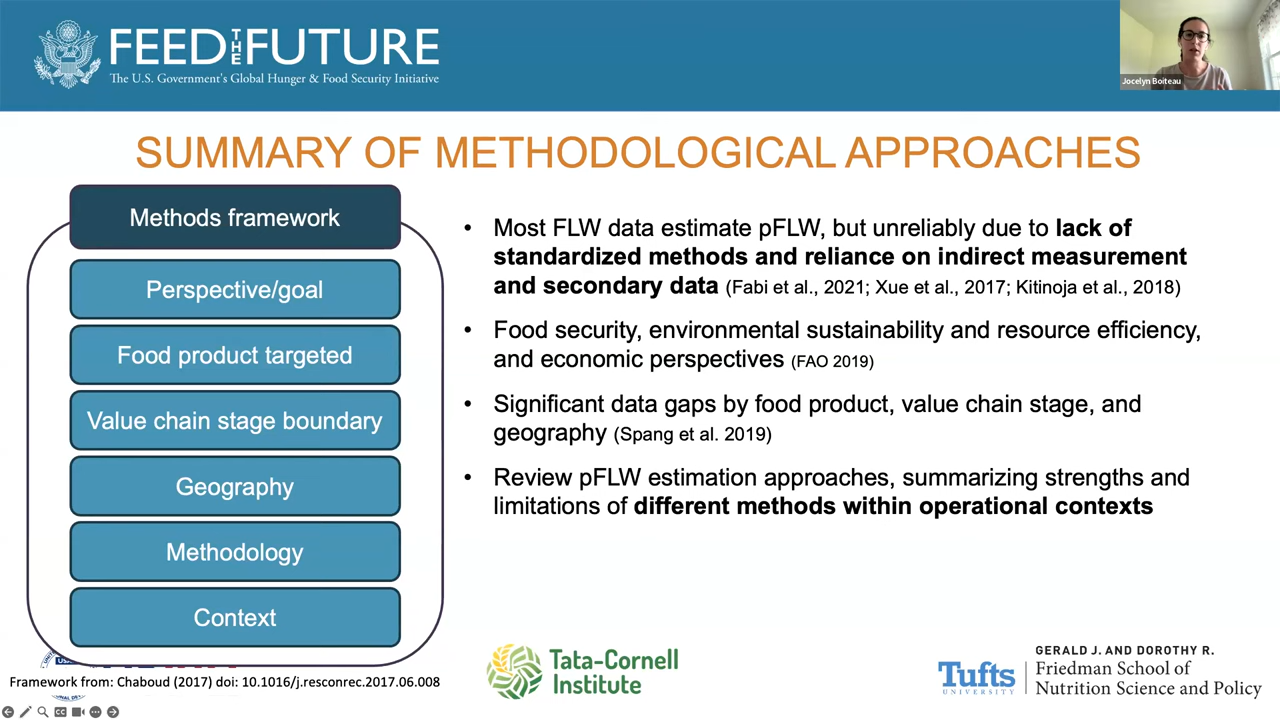 FEED THE FUTURE
The U.S. Government's Global Hunger & Food Security Initiative
Jocelyn Boiteau
SUMMARY OF METHODOLOGICAL APPROACHES
Methods framework
Perspective/goal
Food product targeted
Value chain stage boundary
Geography
Methodology
Context
• Most FLW data estimate pFLW, but unreliably due to lack of
standardized methods and reliance on indirect measurement
and secondary data (Fabi et al., 2021; Xue et al., 2017; Kitinoja et al., 2018)
• Food security, environmental sustainability and resource efficiency,
and economic perspectives (FAO 2019)
• Significant data gaps by food product, value chain stage, and
geography (Spang et al. 2019)
• Review pFLW estimation approaches, summarizing strengths and
limitations of different methods within operational contexts
Framework from: Chaboud (2017) doi: 10.1016/j.resconrec.2017.06.008
Tata-Cornell
Institute
Tufts
UNIVERSITY
GERALD J. AND DOROTHY R.
Friedman School of
Nutrition Science and Policy